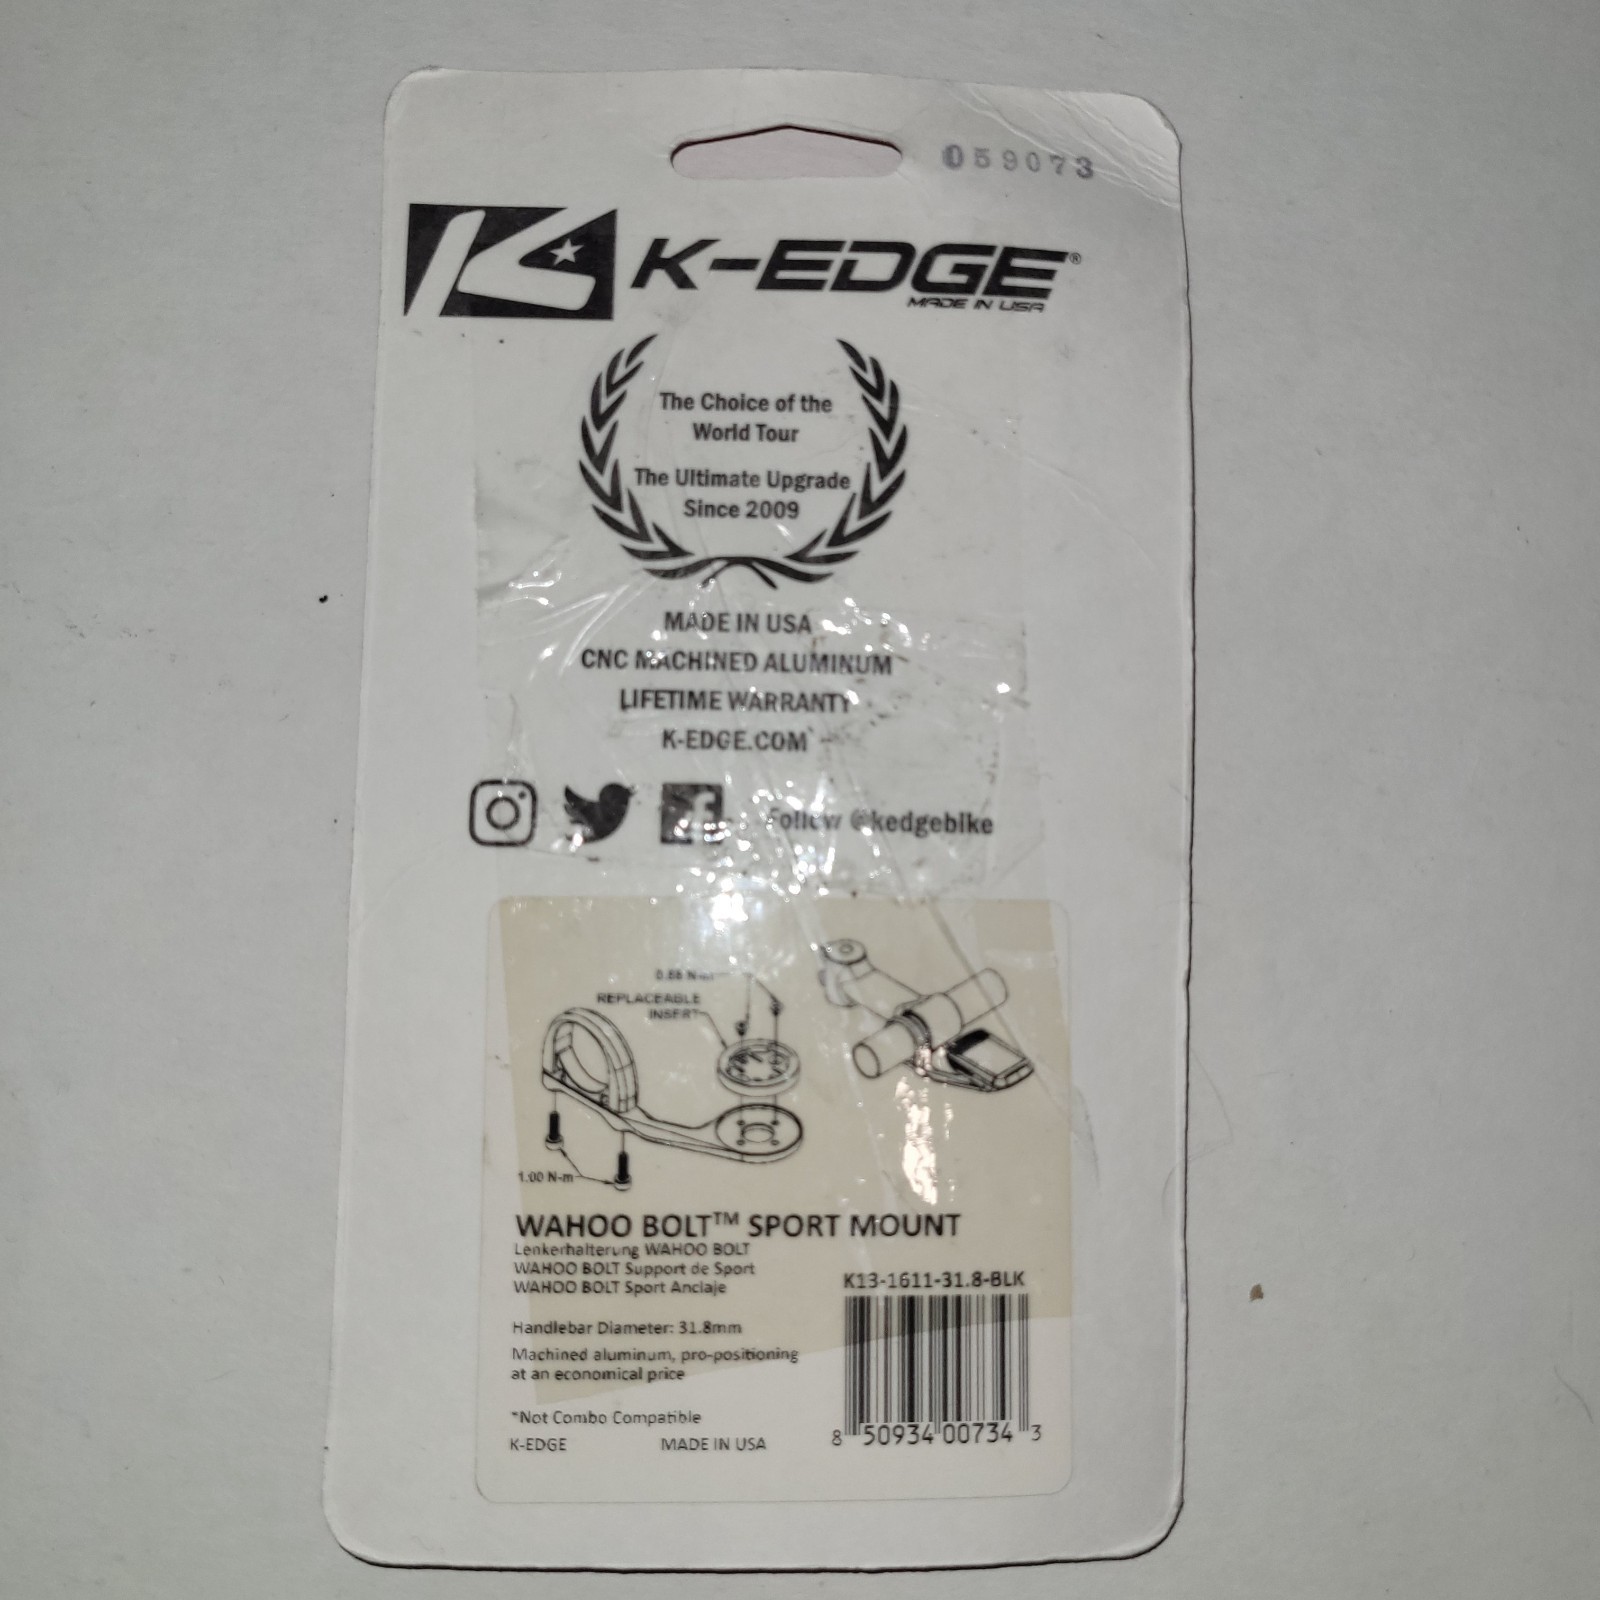 059073
K-EDGE®
MADE IN USA
The Choice of the
World Tour
The Ultimate Upgrade
Since 2009
MADE IN USA
CNC MACHINED ALUMINUM
LIFETIME WARRANTY
K-EDGE.COM
Follow @kedgebike
REPLACEABLE
INSERT
1.00 N-m
WAHOO BOLT™ SPORT MOUNT
Lenkerhalterung WAHOO BOLT
WAHOO BOLT Support de Sport
WAHOO BOLT Sport Anclaje
K13-1611-31.8-BLK
Handlebar Diameter: 31.8mm
Machined aluminum, pro-positioning
at an economical price
*Not Combo Compatible
K-EDGE MADE IN USA
8 50934 00734 3